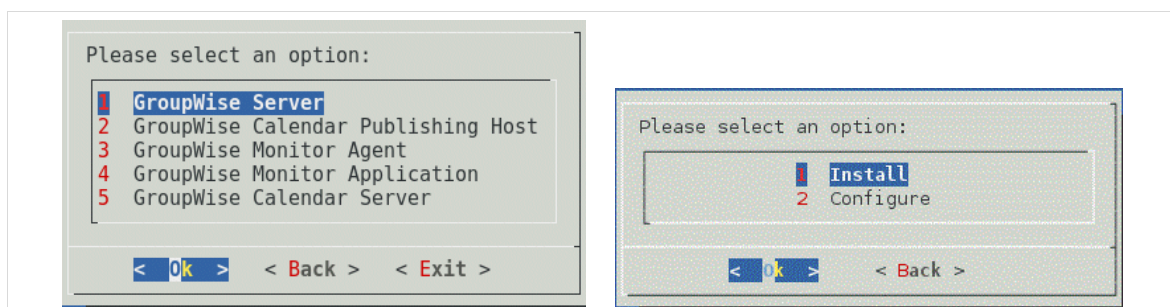 Please select an option:
1 GroupWise Server
2 GroupWise Calendar Publishing Host
3 GroupWise Monitor Agent
4 GroupWise Monitor Application
5 GroupWise Calendar Server
< Ok > < Back > < Exit >
Please select an option:
1 Install
2 Configure
< Ok > < Back >